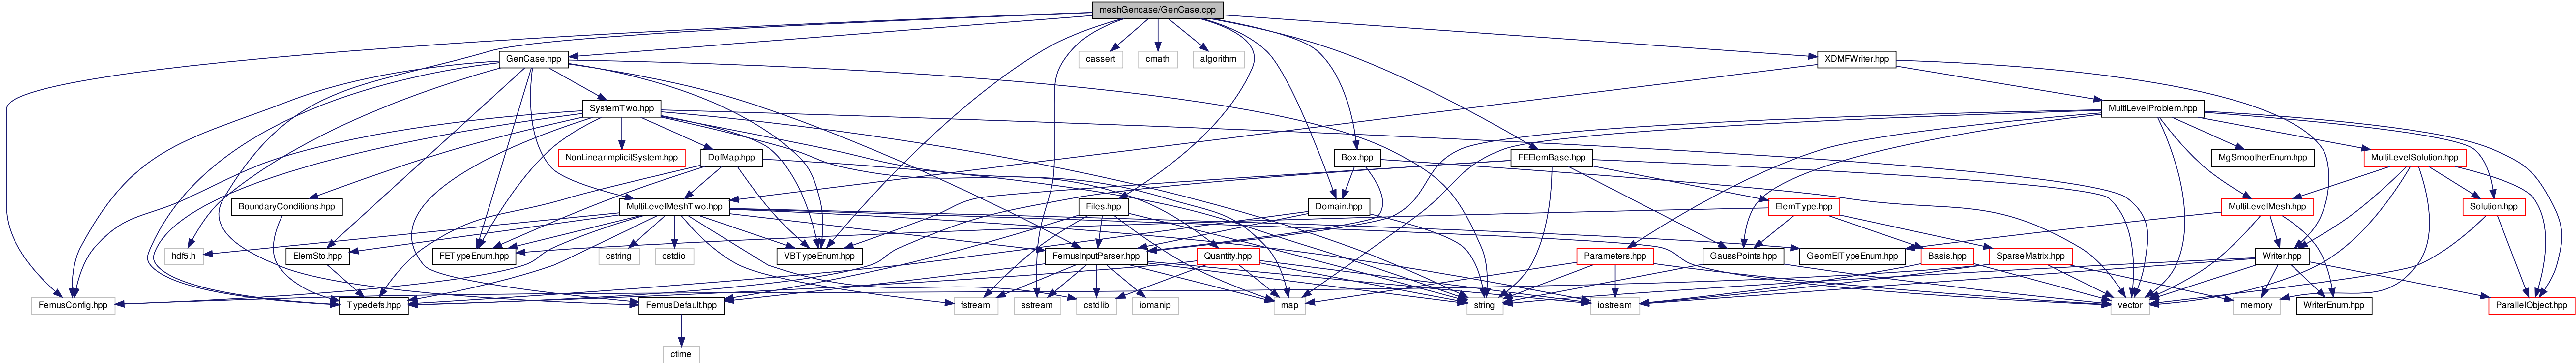 meshGencase/GenCase.cpp
GenCase.hpp
cassert
cmath
algorithm
XDMFWriter.hpp
SystemTwo.hpp
MultiLevelProblem.hpp
NonLinearImplicitSystem.hpp
DofMap.hpp
Box.hpp
FEElemBase.hpp
MgSmootherEnum.hpp
MultiLevelSolution.hpp
BoundaryConditions.hpp
MultiLevelMeshTwo.hpp
Files.hpp
Domain.hpp
ElemType.hpp
MultiLevelMesh.hpp
Solution.hpp
hdf5.h
ElemSto.hpp
FETypeEnum.hpp
cstring
cstdio
VBTypeEnum.hpp
FemusInputParser.hpp
Quantity.hpp
Parameters.hpp
GaussPoints.hpp
GeomElTypeEnum.hpp
Basis.hpp
SparseMatrix.hpp
Writer.hpp
FemusConfig.hpp
Typedefs.hpp
FemusDefault.hpp
fstream
sstream
cstdlib
iomanip
map
string
iostream
vector
memory
WriterEnum.hpp
ParallelObject.hpp
ctime